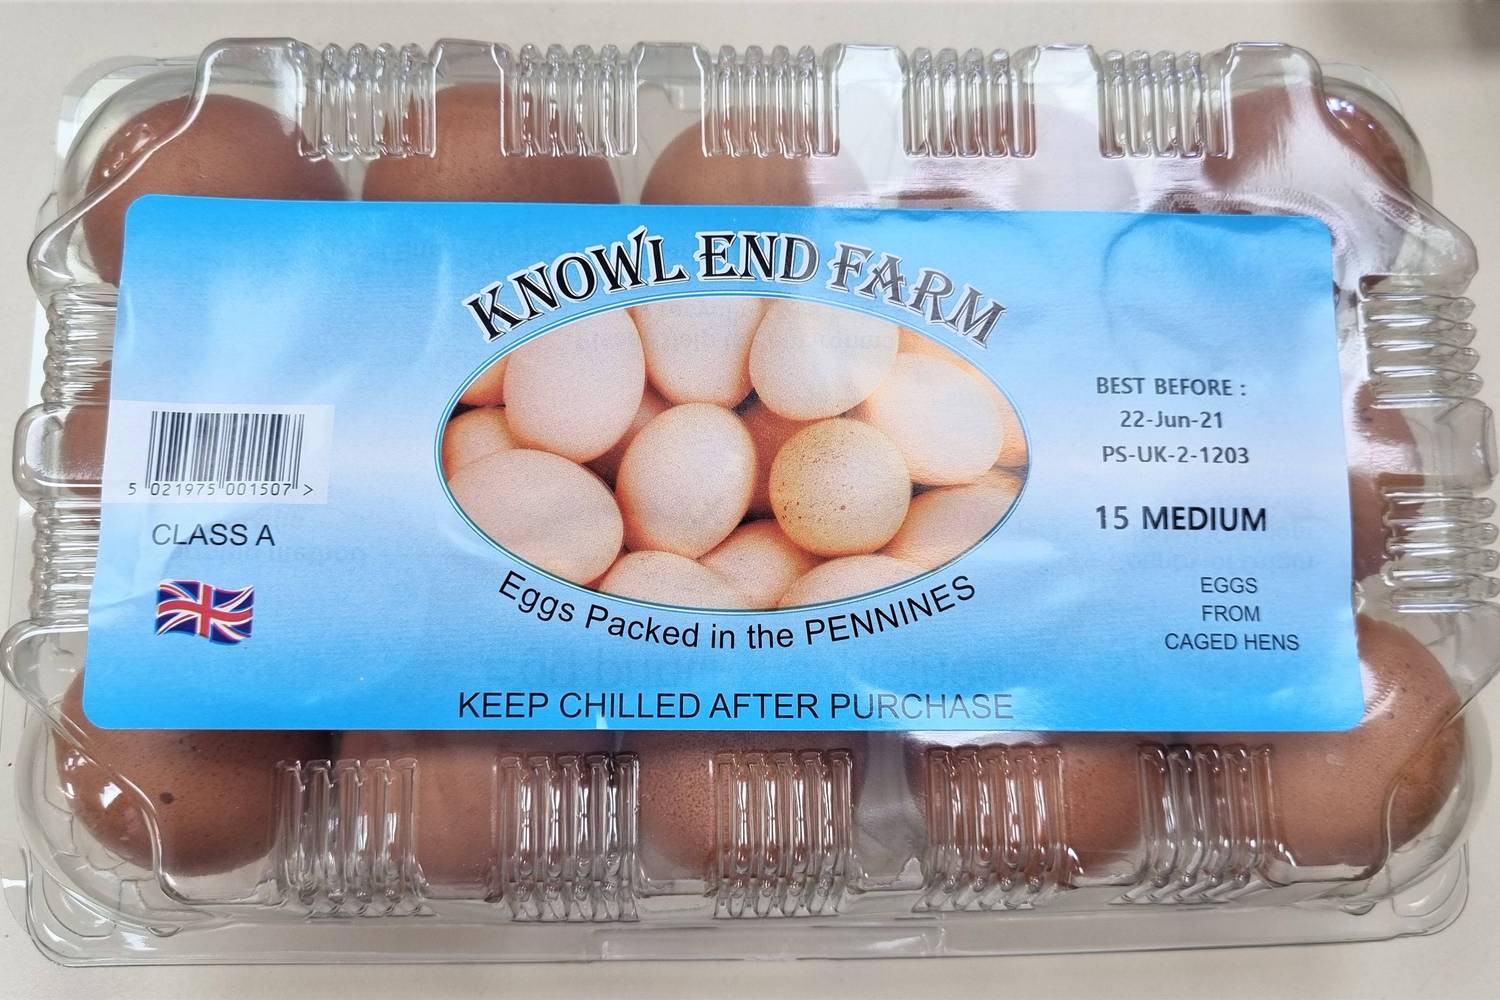 KNOWL END FARM
BEST BEFORE :
22-Jun-21
PS-UK-2-1203
15 MEDIUM
EGGS
FROM
CAGED HENS
5 021975 001507 >
CLASS A
Eggs Packed in the PENNINES
KEEP CHILLED AFTER PURCHASE